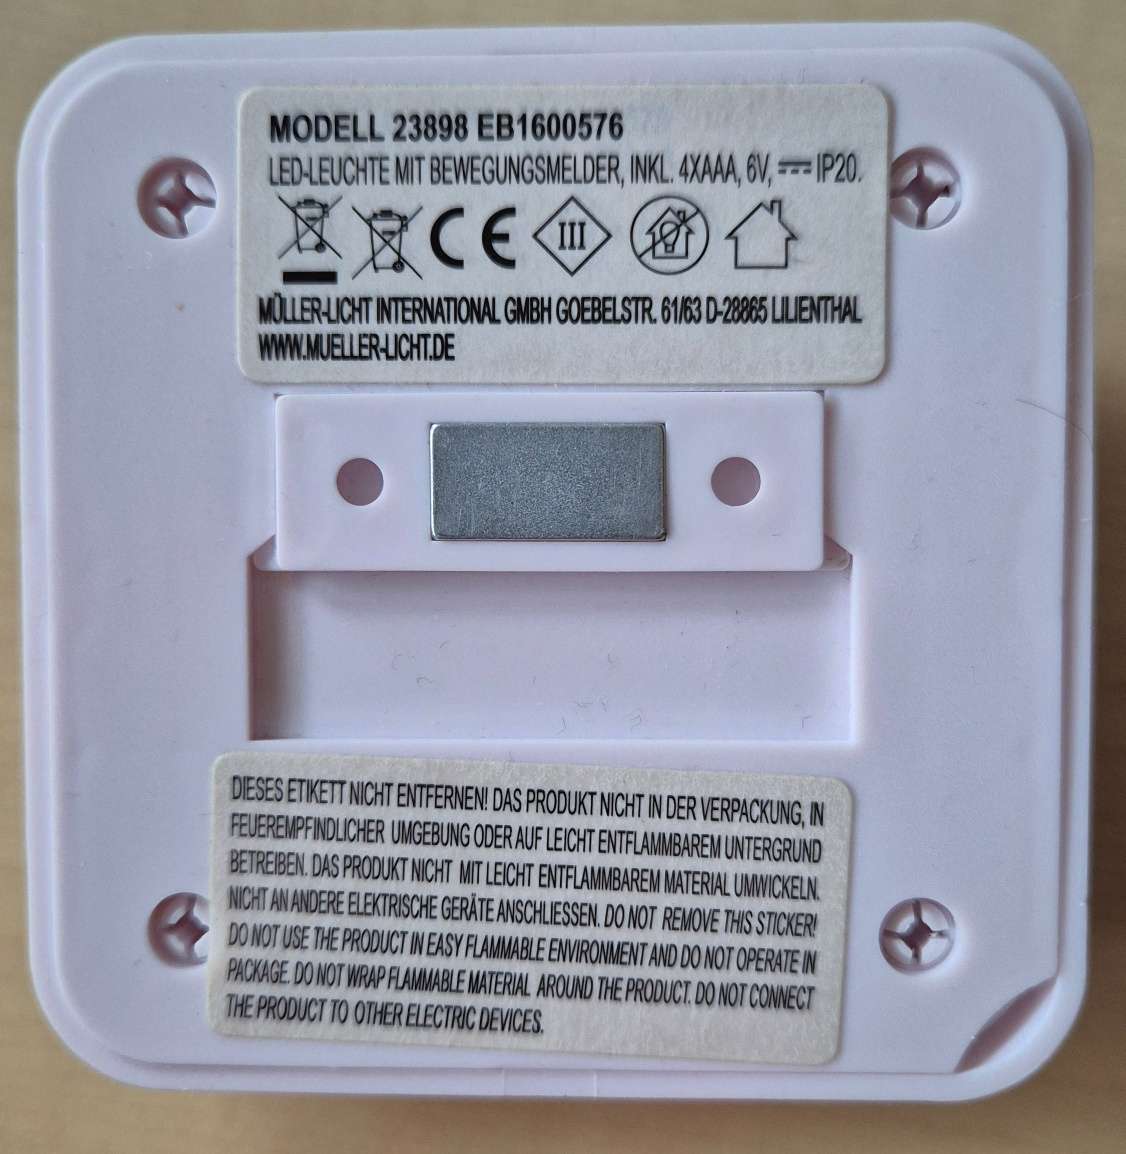 MODELL 23898 EB1600576
LED-LEUCHTE MIT BEWEGUNGSMELDER, INKL. 4XAAA, 6V, ⎓ IP20.
CE III
MÜLLER-LICHT INTERNATIONAL GMBH GOEBELSTR. 61/63 D-28865 LILIENTHAL
WWW.MUELLER-LICHT.DE
DIESES ETIKETT NICHT ENTFERNEN! DAS PRODUKT NICHT IN DER VERPACKUNG, IN
FEUEREMPFINDLICHER UMGEBUNG ODER AUF LEICHT ENTFLAMMBAREM UNTERGRUND
BETREIBEN. DAS PRODUKT NICHT MIT LEICHT ENTFLAMMBAREM MATERIAL UMWICKELN.
NICHT AN ANDERE ELEKTRISCHE GERÄTE ANSCHLIESSEN. DO NOT REMOVE THIS STICKER!
DO NOT USE THE PRODUCT IN EASY FLAMMABLE ENVIRONMENT AND DO NOT OPERATE IN
PACKAGE. DO NOT WRAP FLAMMABLE MATERIAL AROUND THE PRODUCT. DO NOT CONNECT
THE PRODUCT TO OTHER ELECTRIC DEVICES.